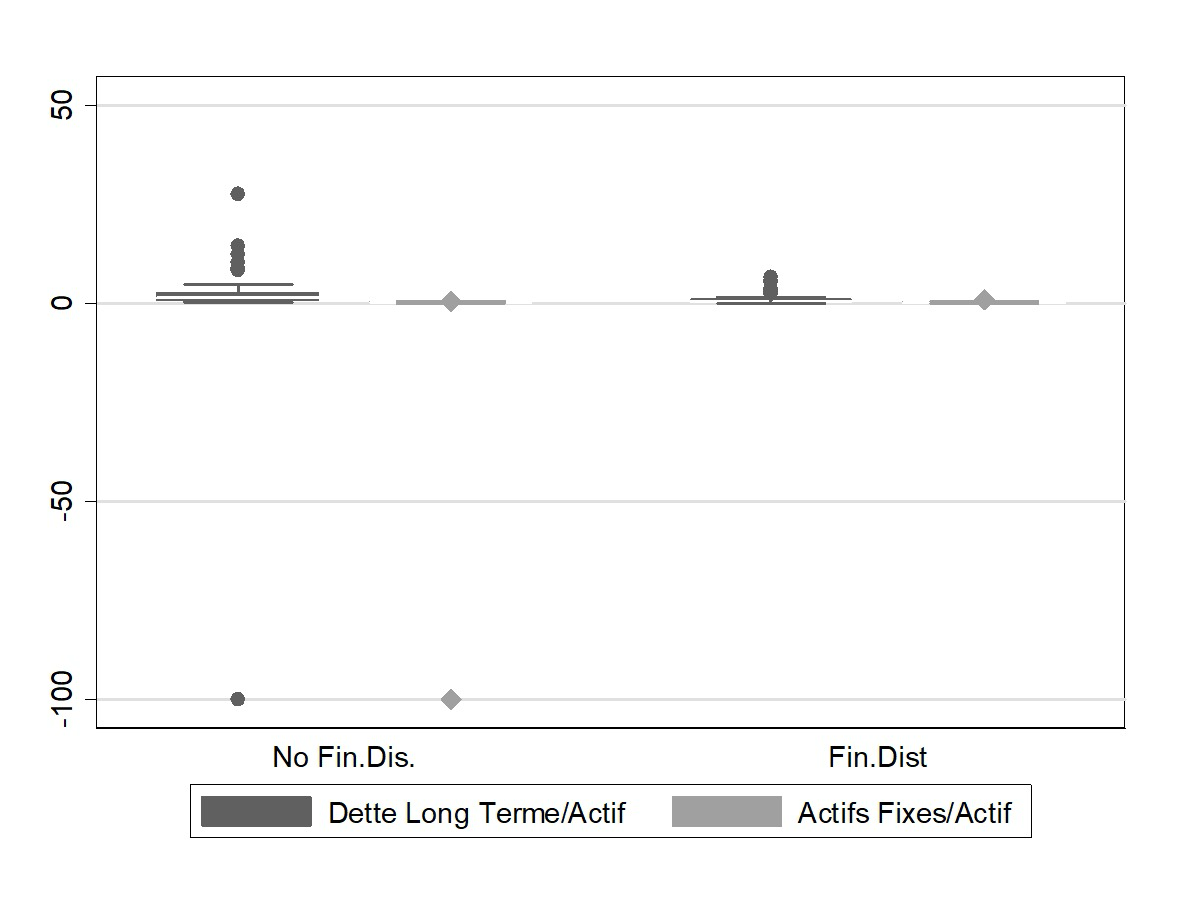 50
0
-50
-100
No Fin.Dis.
Fin.Dist
Dette Long Terme/Actif
Actifs Fixes/Actif